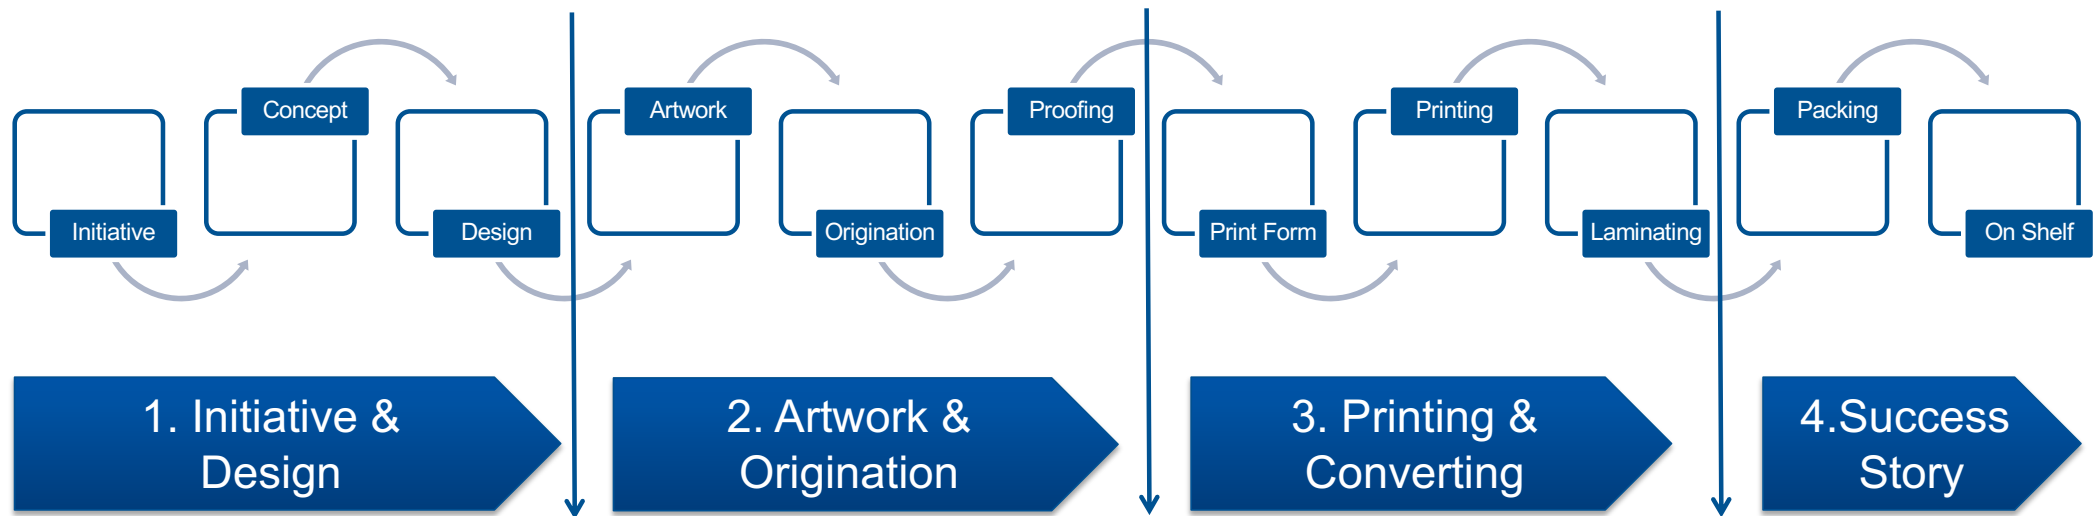 Concept
Artwork
Proofing
Printing
Packing
Initiative
Design
Origination
Print Form
Laminating
On Shelf
1. Initiative &
Design
2. Artwork &
Origination
3. Printing &
Converting
4.Success
Story